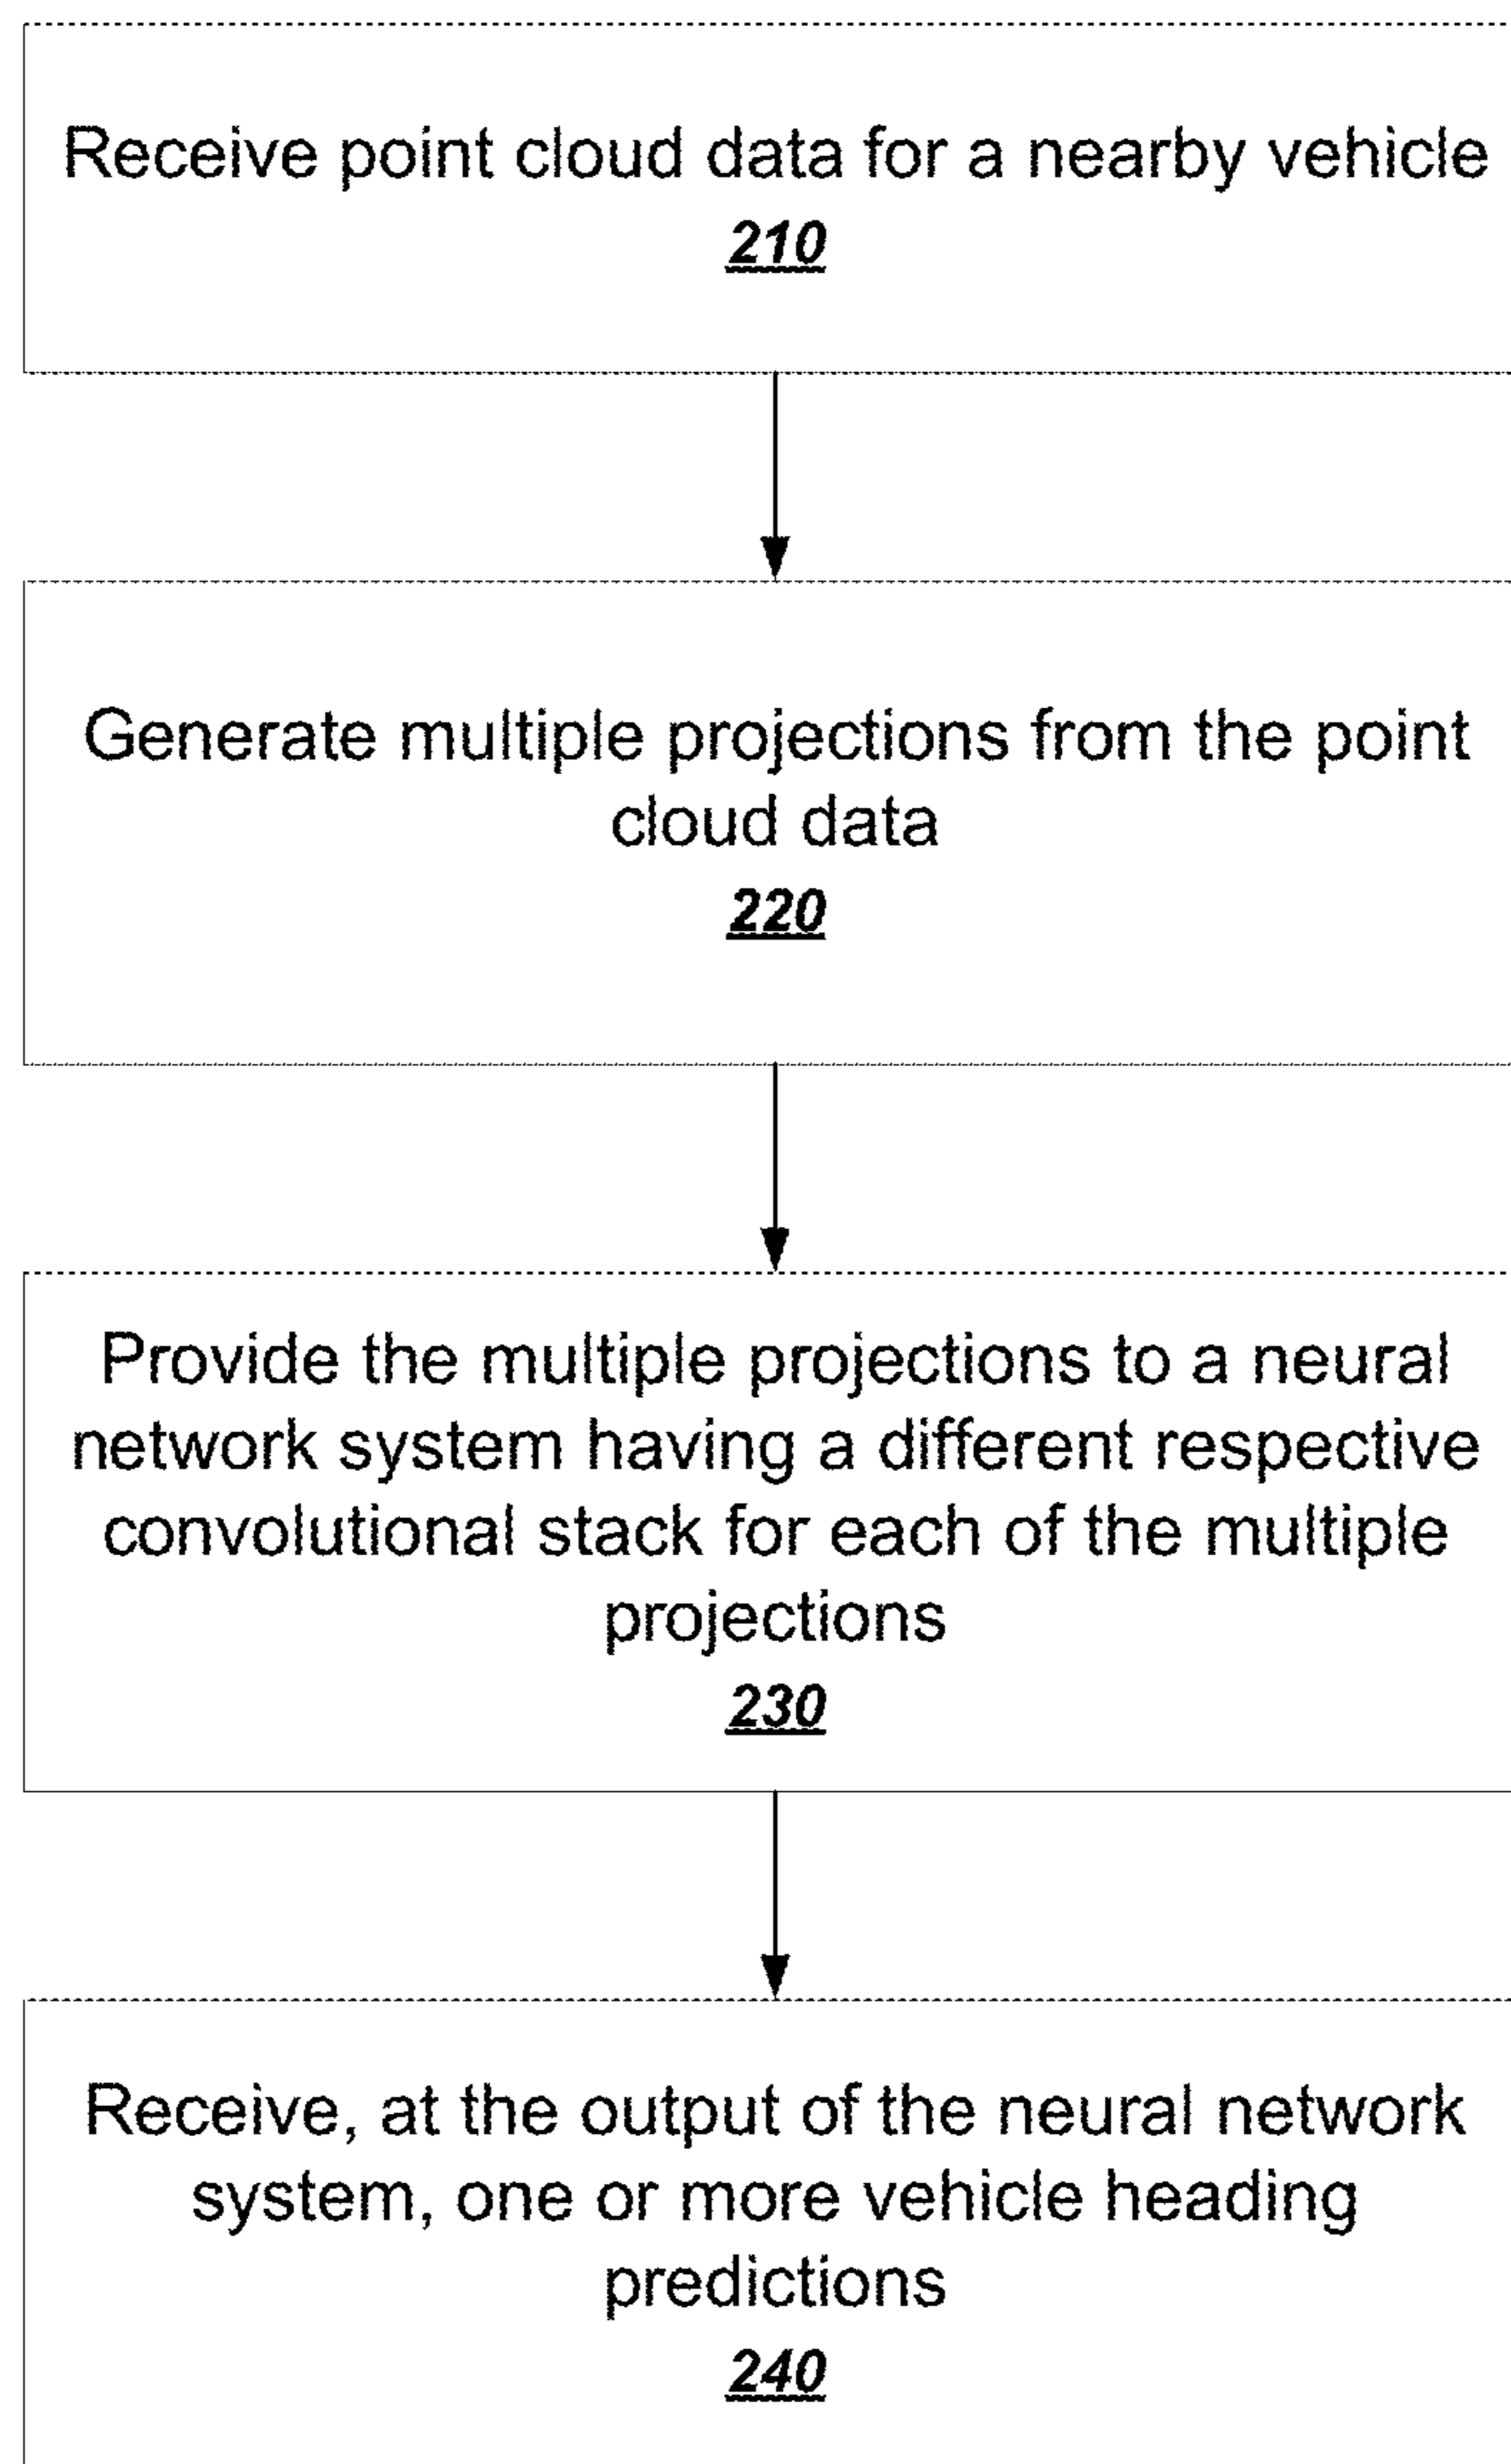 Receive point cloud data for a nearby vehicle
210
Generate multiple projections from the point
cloud data
220
Provide the multiple projections to a neural
network system having a different respective
convolutional stack for each of the multiple
projections
230
Receive, at the output of the neural network
system, one or more vehicle heading
predictions
240